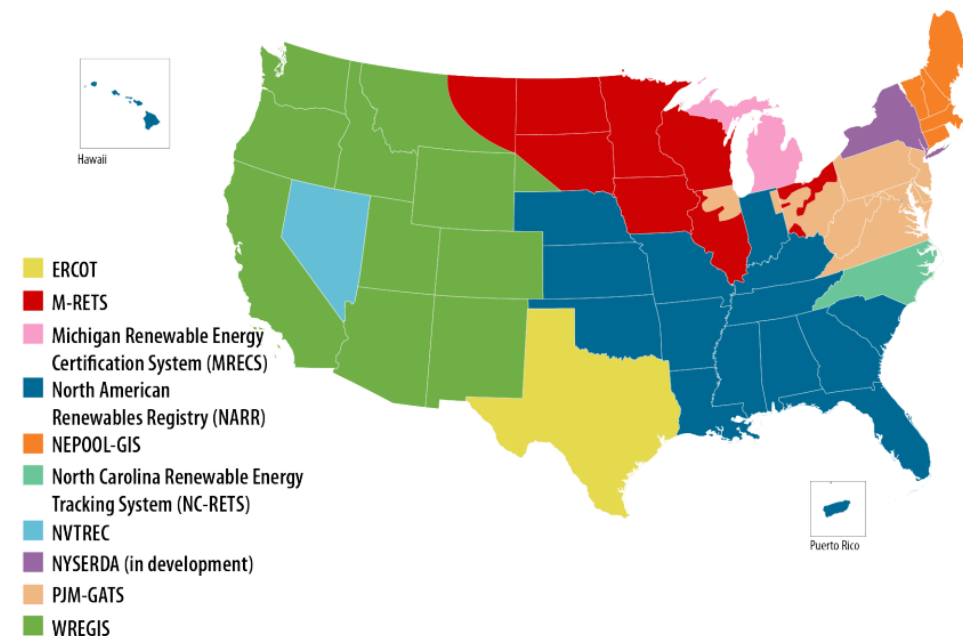 Hawaii
ERCOT
M-RETS
Michigan Renewable Energy
Certification System (MRECS)
North American
Renewables Registry (NARR)
NEPOOL-GIS
North Carolina Renewable Energy
Tracking System (NC-RETS)
NVTREC
NYSERDA (in development)
PJM-GATS
WREGIS
Puerto Rico